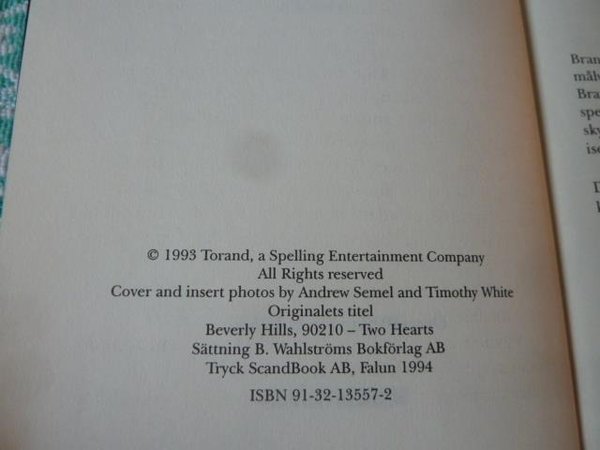 © 1993 Torand, a Spelling Entertainment Company
All Rights reserved
Cover and insert photos by Andrew Semel and Timothy White
Originalets titel
Beverly Hills, 90210 – Two Hearts
Sättning B. Wahlströms Bokförlag AB
Tryck ScandBook AB, Falun 1994
ISBN 91-32-13557-2